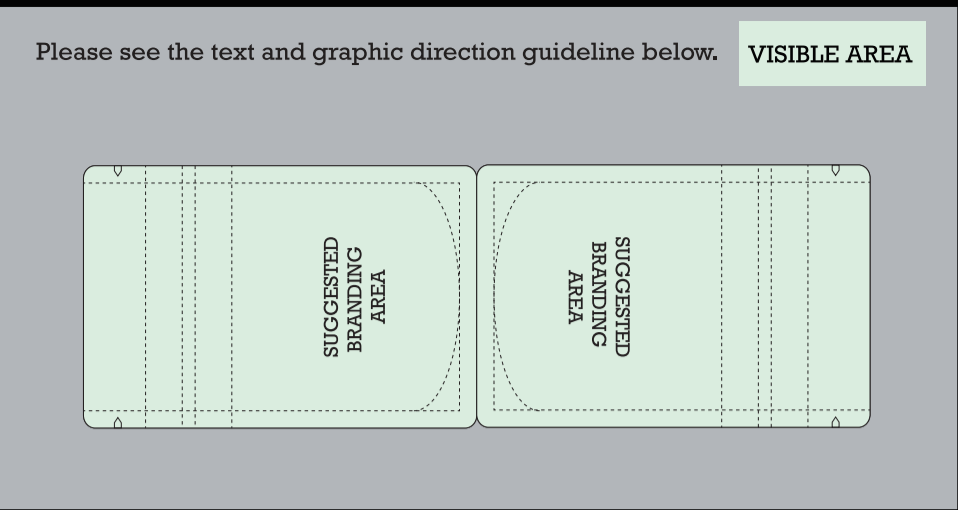 Please see the text and graphic direction guideline below.
VISIBLE AREA
SUGGESTED
BRANDING
AREA
SUGGESTED
BRANDING
AREA